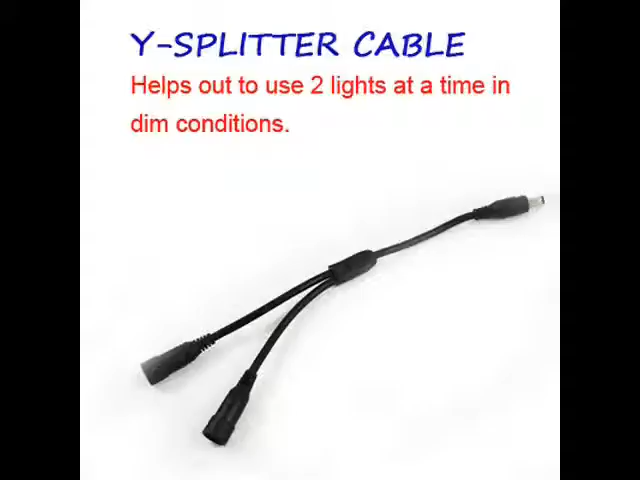 Y-SPLITTER CABLE
Helps out to use 2 lights at a time in
dim conditions.